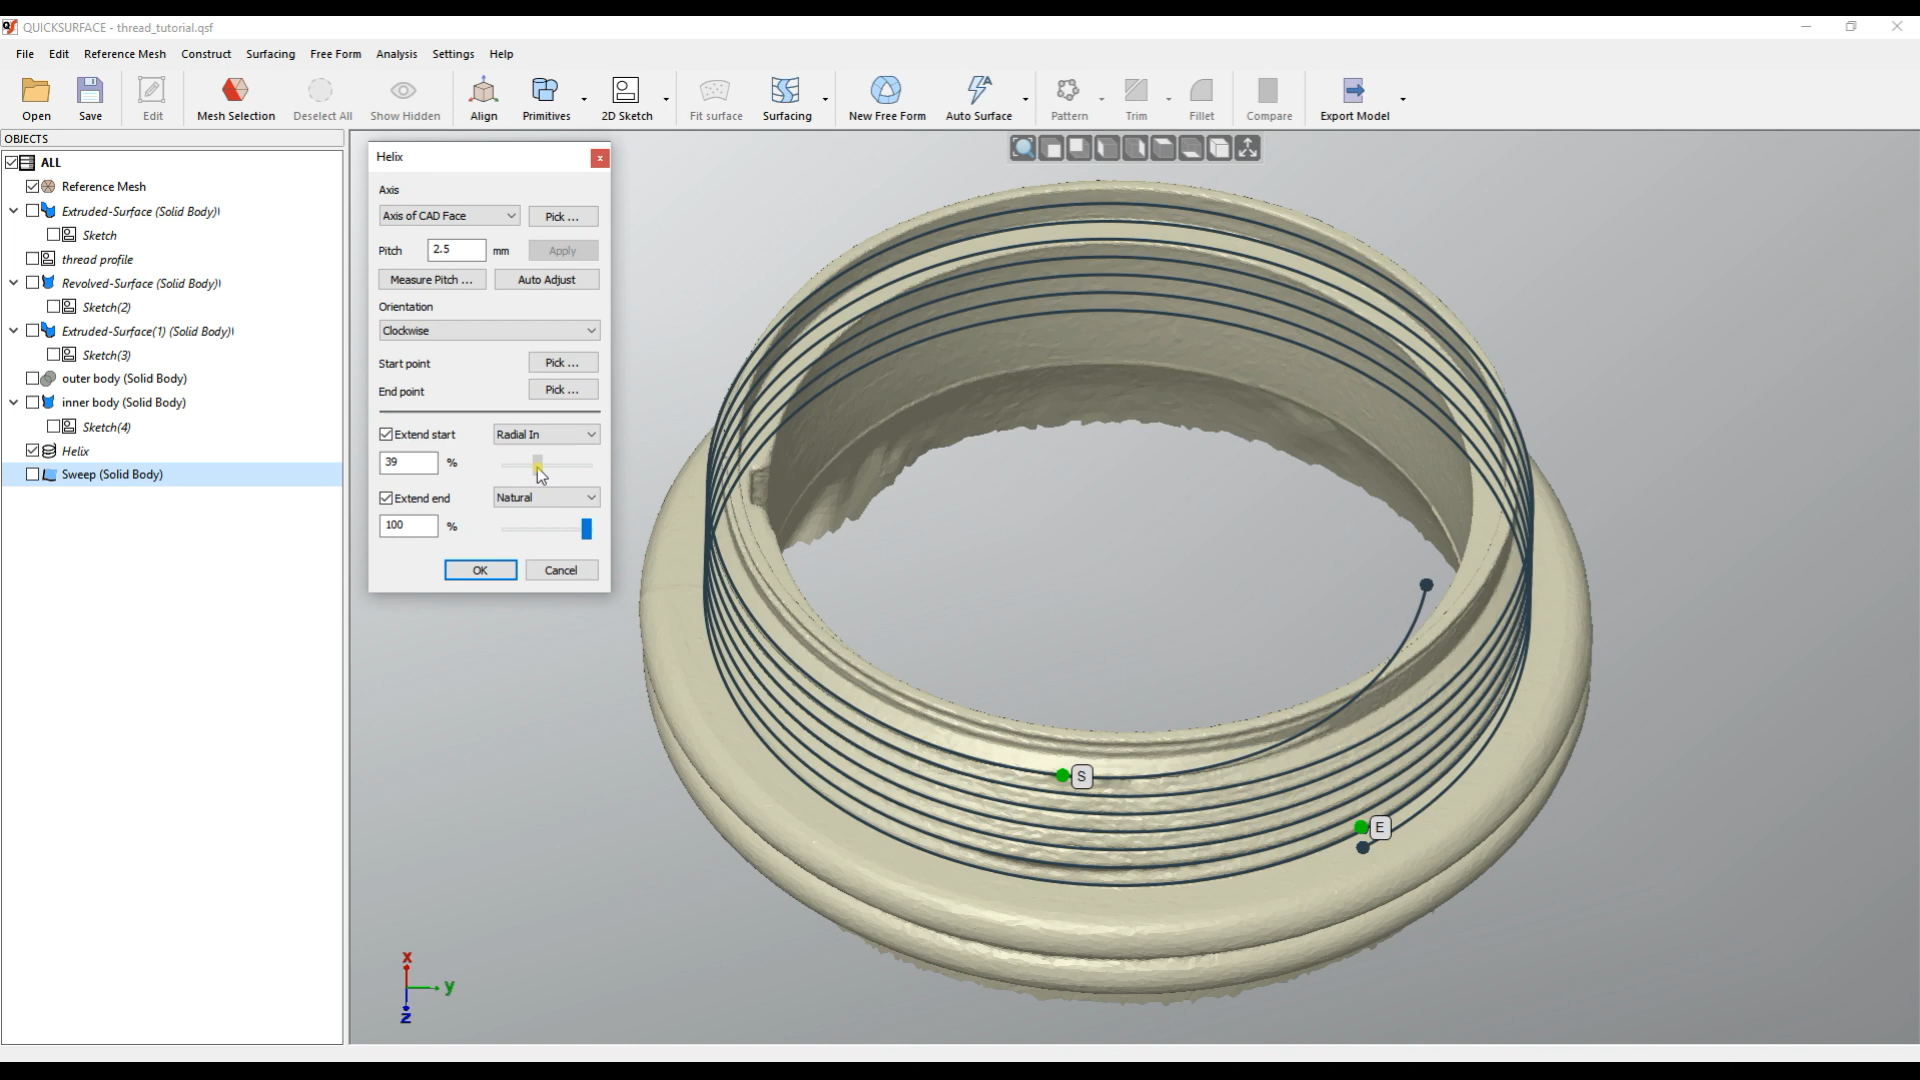 QUICKSURFACE - thread_tutorial.qsf
File Edit Reference Mesh Construct Surfacing Free Form Analysis Settings Help
Open Save Edit Mesh Selection Deselect All Show Hidden Align Primitives 2D Sketch Fit surface Surfacing New Free Form Auto Surface Pattern Trim Fillet Compare Export Model
OBJECTS
ALL
Reference Mesh
Extruded-Surface (Solid Body)
Sketch
thread profile
Revolved-Surface (Solid Body)
Sketch(2)
Extruded-Surface(1) (Solid Body)
Sketch(3)
outer body (Solid Body)
inner body (Solid Body)
Sketch(4)
Helix
Sweep (Solid Body)
Helix
Axis
Axis of CAD Face Pick ...
Pitch 2.5 mm Apply
Measure Pitch ... Auto Adjust
Orientation
Clockwise
Start point Pick ...
End point Pick ...
Extend start Radial In
39 %
Extend end Natural
100 %
OK Cancel
S
E
x
y
z